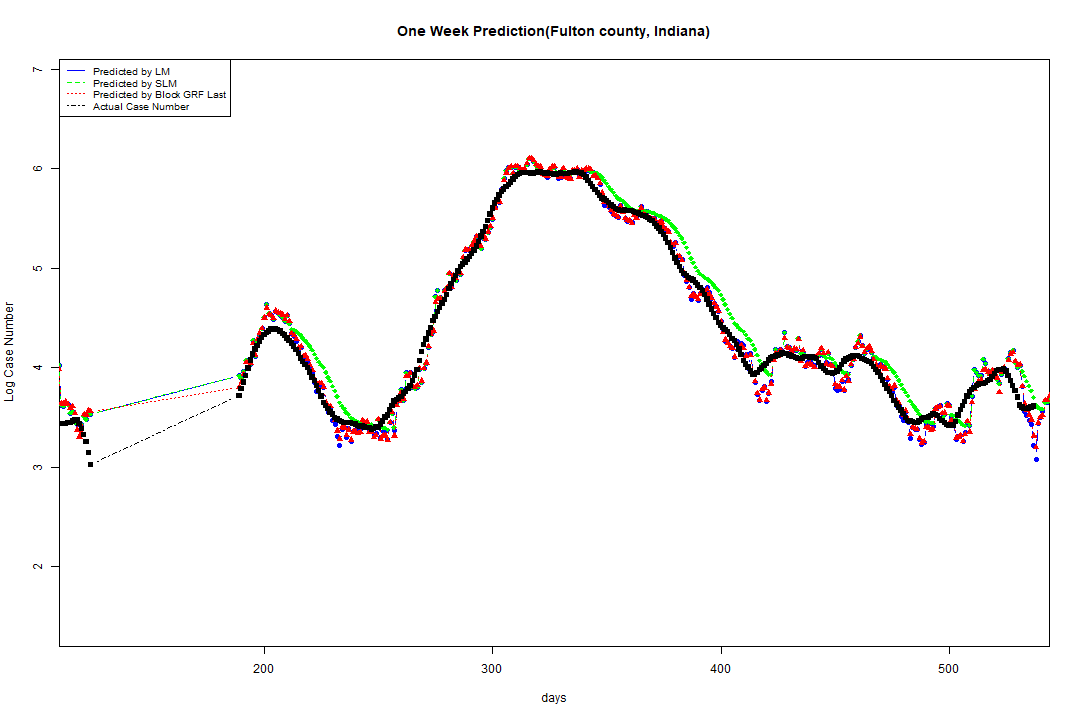 One Week Prediction(Fulton county, Indiana)
Predicted by LM
Predicted by SLM
Predicted by Block GRF Last
Actual Case Number
7
6
5
4
3
2
Log Case Number
200
300
400
500
days